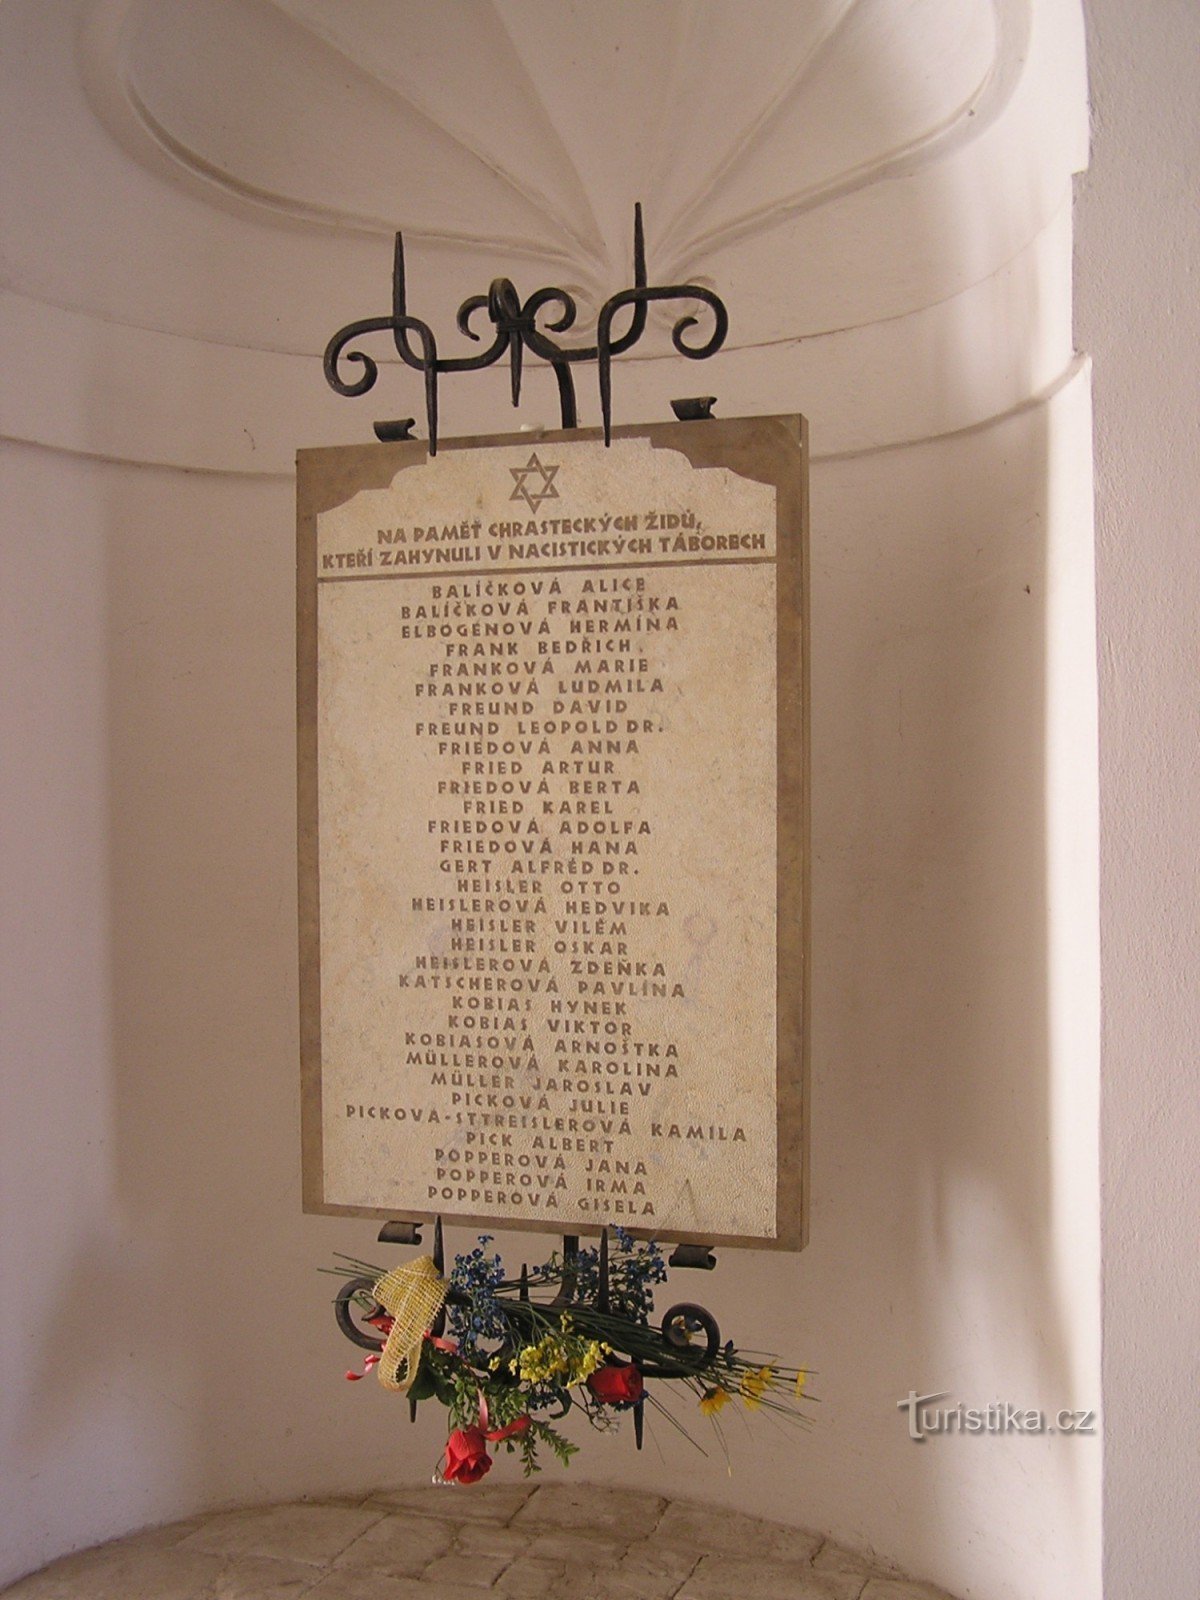 NA PAMĚŤ CHRASTECKÝCH ŽIDŮ,
KTEŘÍ ZAHYNULI V NACISTICKÝCH TÁBORECH
BALÍČKOVÁ ALICE
BALÍČKOVÁ FRANTIŠKA
ELBOGENOVÁ HERMÍNA
FRANK BEDŘICH
FRANKOVÁ MARIE
FRANKOVÁ LUDMILA
FREUND DAVID
FREUND LEOPOLD DR.
FRIEDOVÁ ANNA
FRIED ARTUR
FRIEDOVÁ BERTA
FRIED KAREL
FRIEDOVÁ ADOLFA
FRIEDOVÁ HANA
GERT ALFRÉD DR.
HEISLER OTTO
HEISLEROVÁ HEDVIKA
HEISLER VILÉM
HEISLER OSKAR
HEISLEROVÁ ZDEŇKA
KATSCHEROVÁ PAVLÍNA
KOBIAS HYNEK
KOBIAS VIKTOR
KOBIASOVÁ ARNOŠTKA
MÜLLEROVÁ KAROLINA
MÜLLER JAROSLAV
PICKOVÁ JULIE
PICKOVÁ-STTREISLEROVÁ KAMILA
PICK ALBERT
POPPEROVÁ JANA
POPPEROVÁ IRMA
POPPEROVÁ GISELA
Turistika.cz